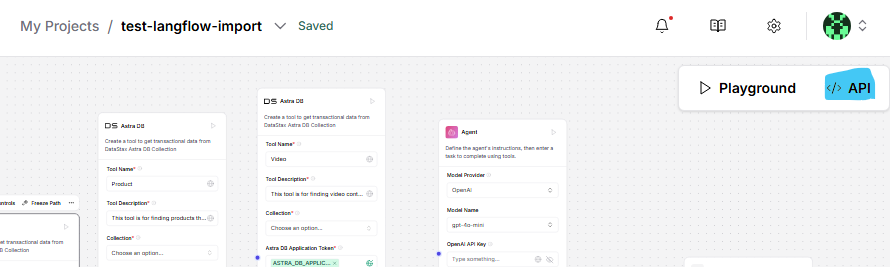 My Projects / test-langflow-import Saved
Playground
</> API
DS Astra DB
Create a tool to get transactional data from
DataStax Astra DB Collection
Tool Name*
Product
Tool Description*
This tool is for finding products th...
Collection*
Choose an option...
DS Astra DB
Create a tool to get transactional data from
DataStax Astra DB Collection
Tool Name*
Video
Tool Description*
This tool is for finding video cont...
Collection*
Choose an option...
Astra DB Application Token*
ASTRA_DB_APPLIC... ×
Agent
Define the agent's instructions, then enter a
task to complete using tools.
Model Provider
OpenAI
Model Name
gpt-4o-mini
OpenAI API Key
Type something...
ontrols Freeze Path ...
et transactional data from
Collection